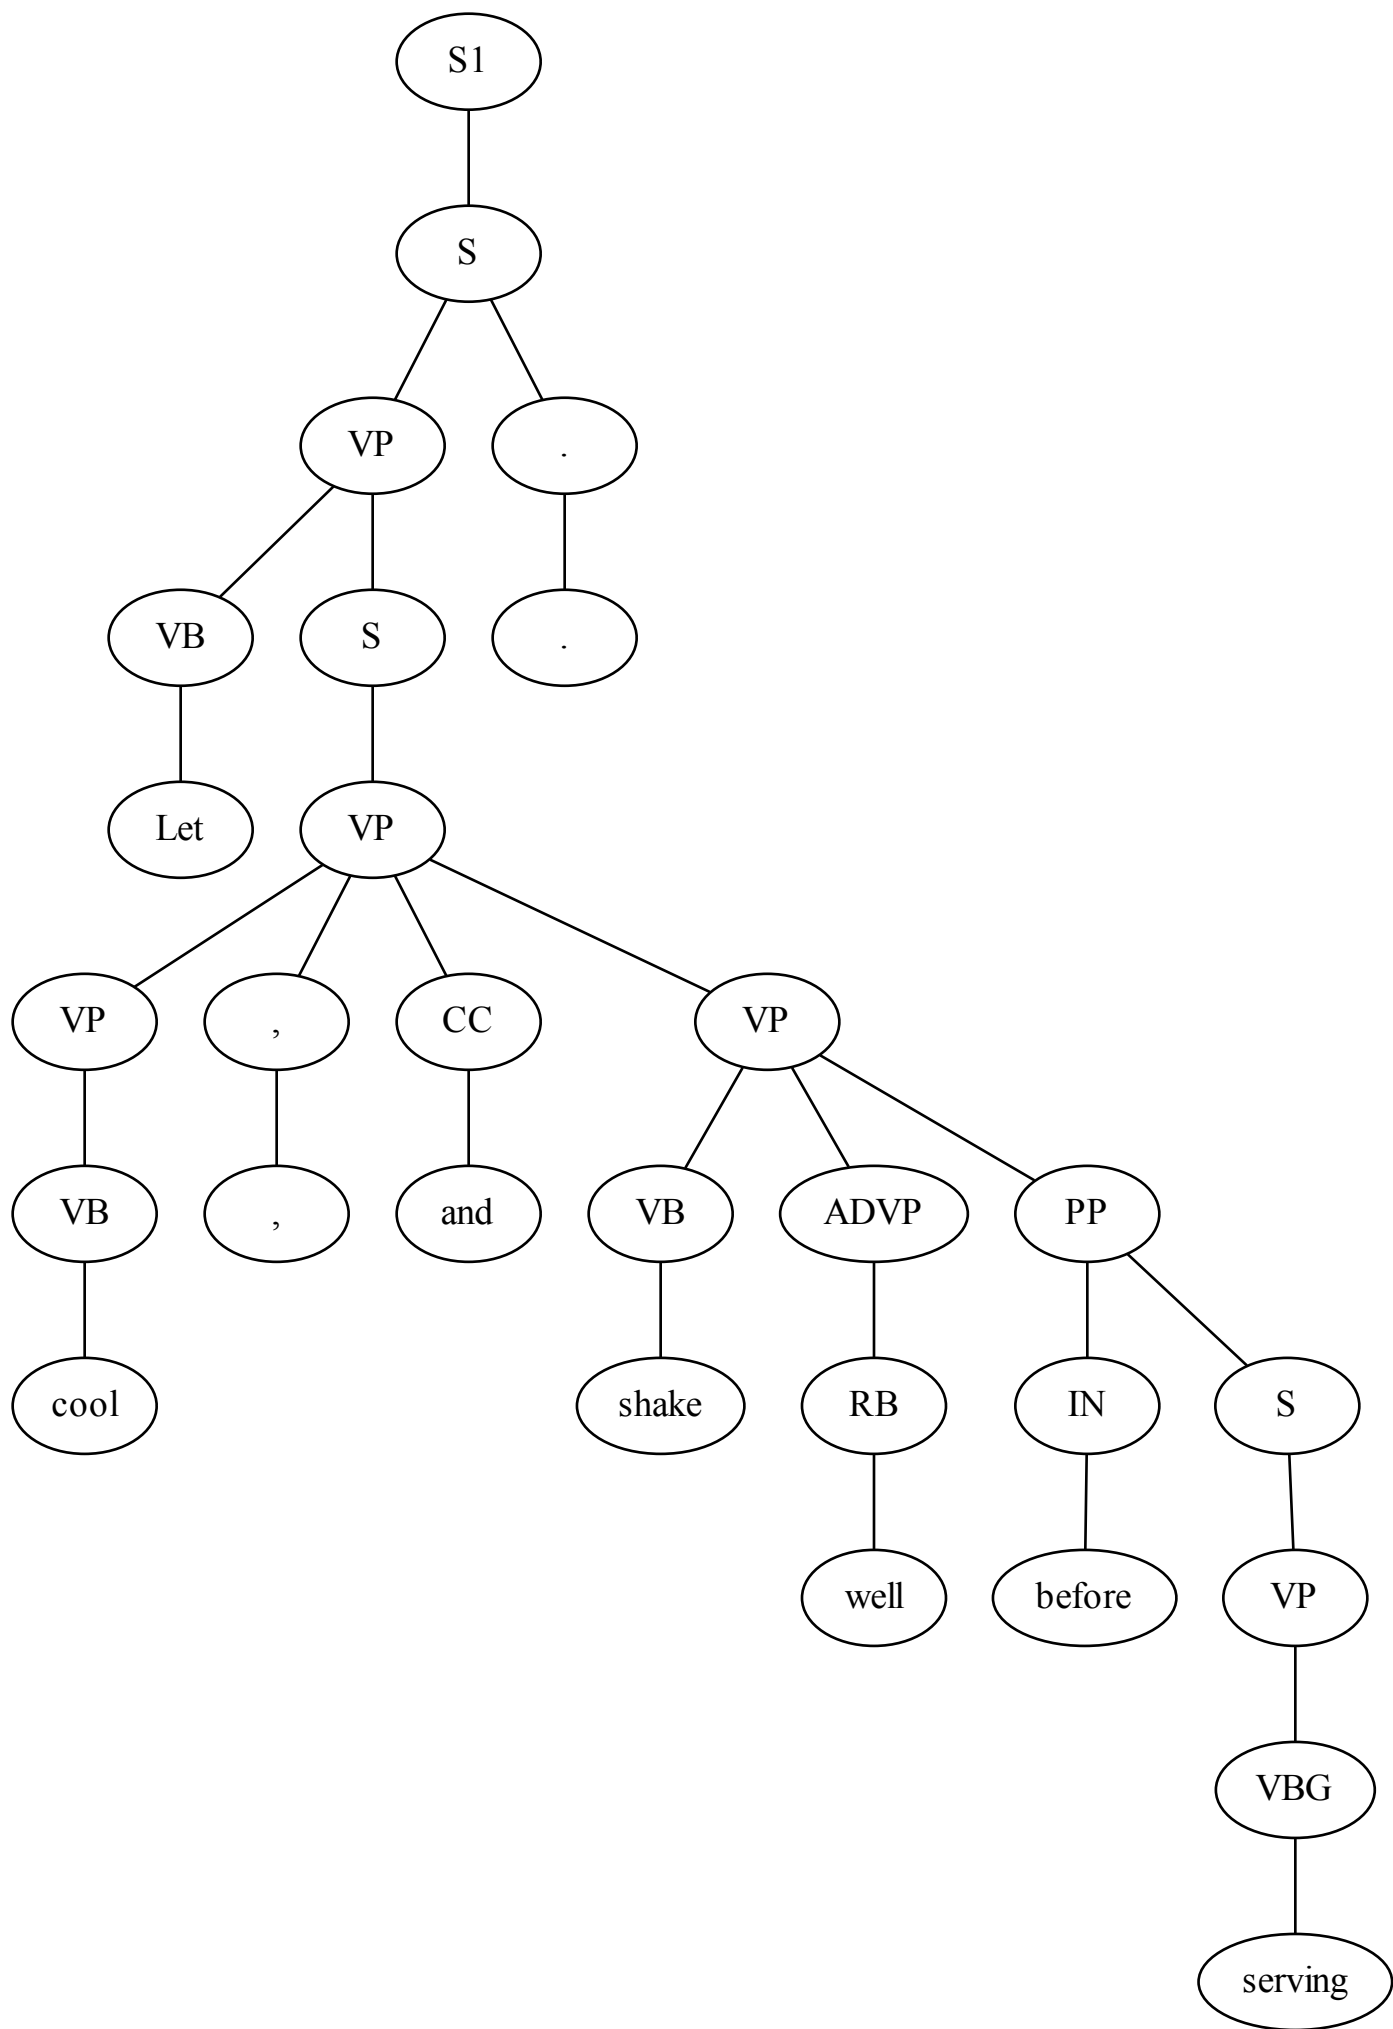 S1
S
VP .
VB S .
Let VP
VP , CC VP
VB , and VB ADVP PP
cool shake RB IN S
well before VP
VBG
serving